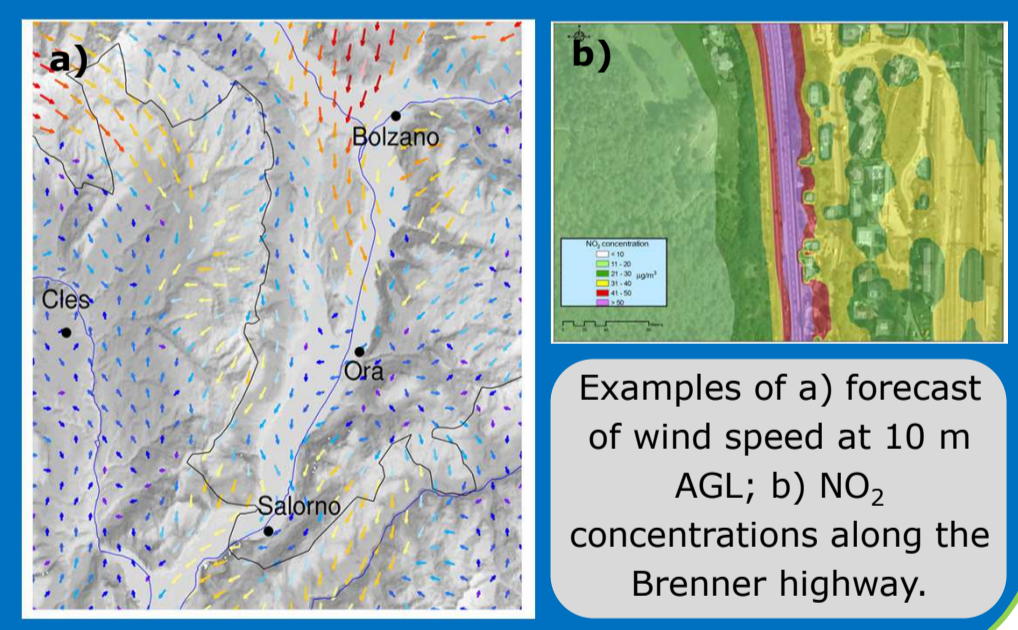 a)
Bolzano
Cles
Ora
Salorno
b)
NO₂ concentration
< 10
11 - 20
21 - 30 µg/m³
31 - 40
41 - 50
> 50
Examples of a) forecast
of wind speed at 10 m
AGL; b) NO₂
concentrations along the
Brenner highway.